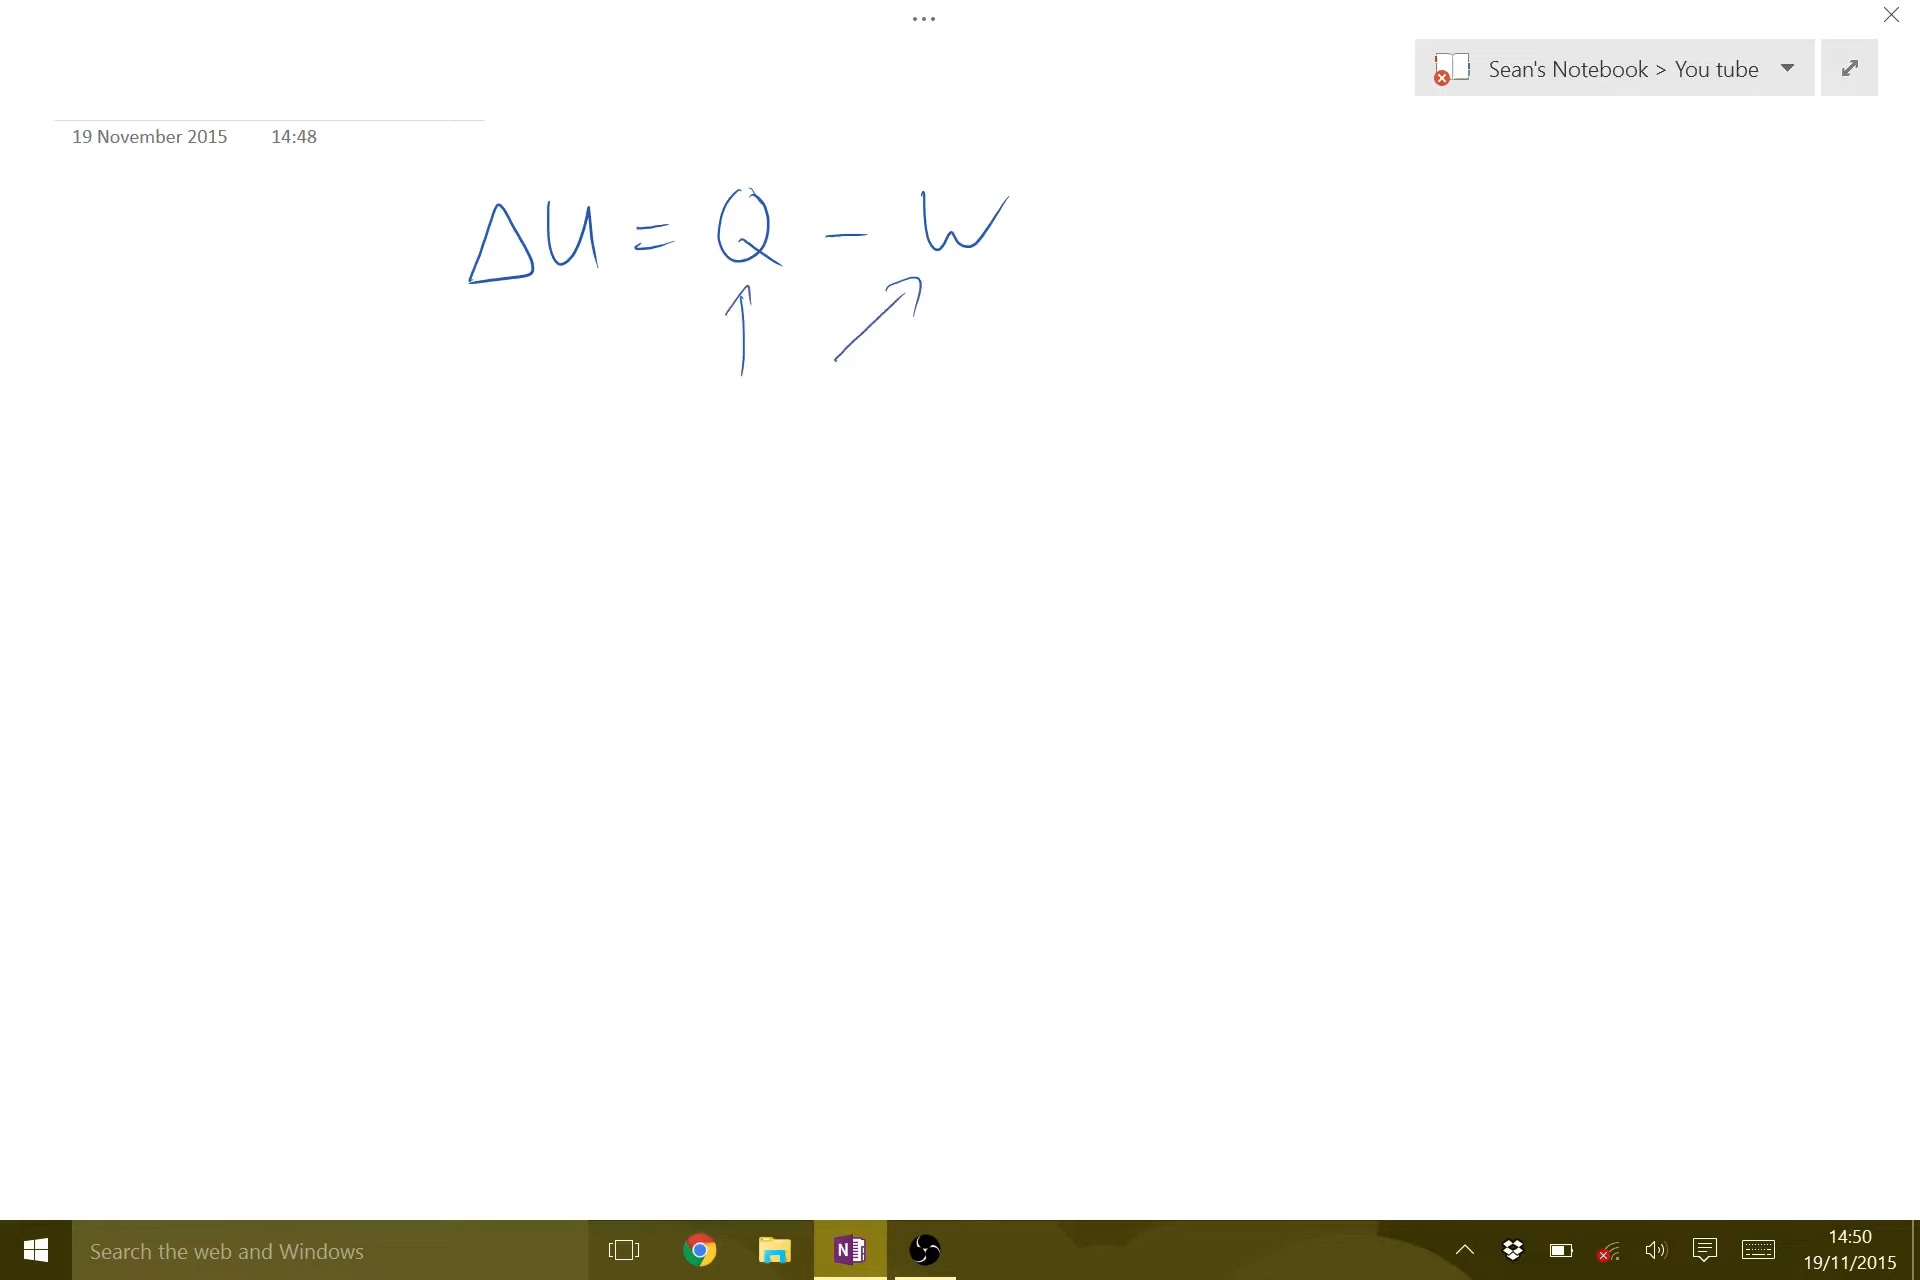 Sean's Notebook > You tube
19 November 2015 14:48
ΔU = Q - W
Search the web and Windows
14:50
19/11/2015